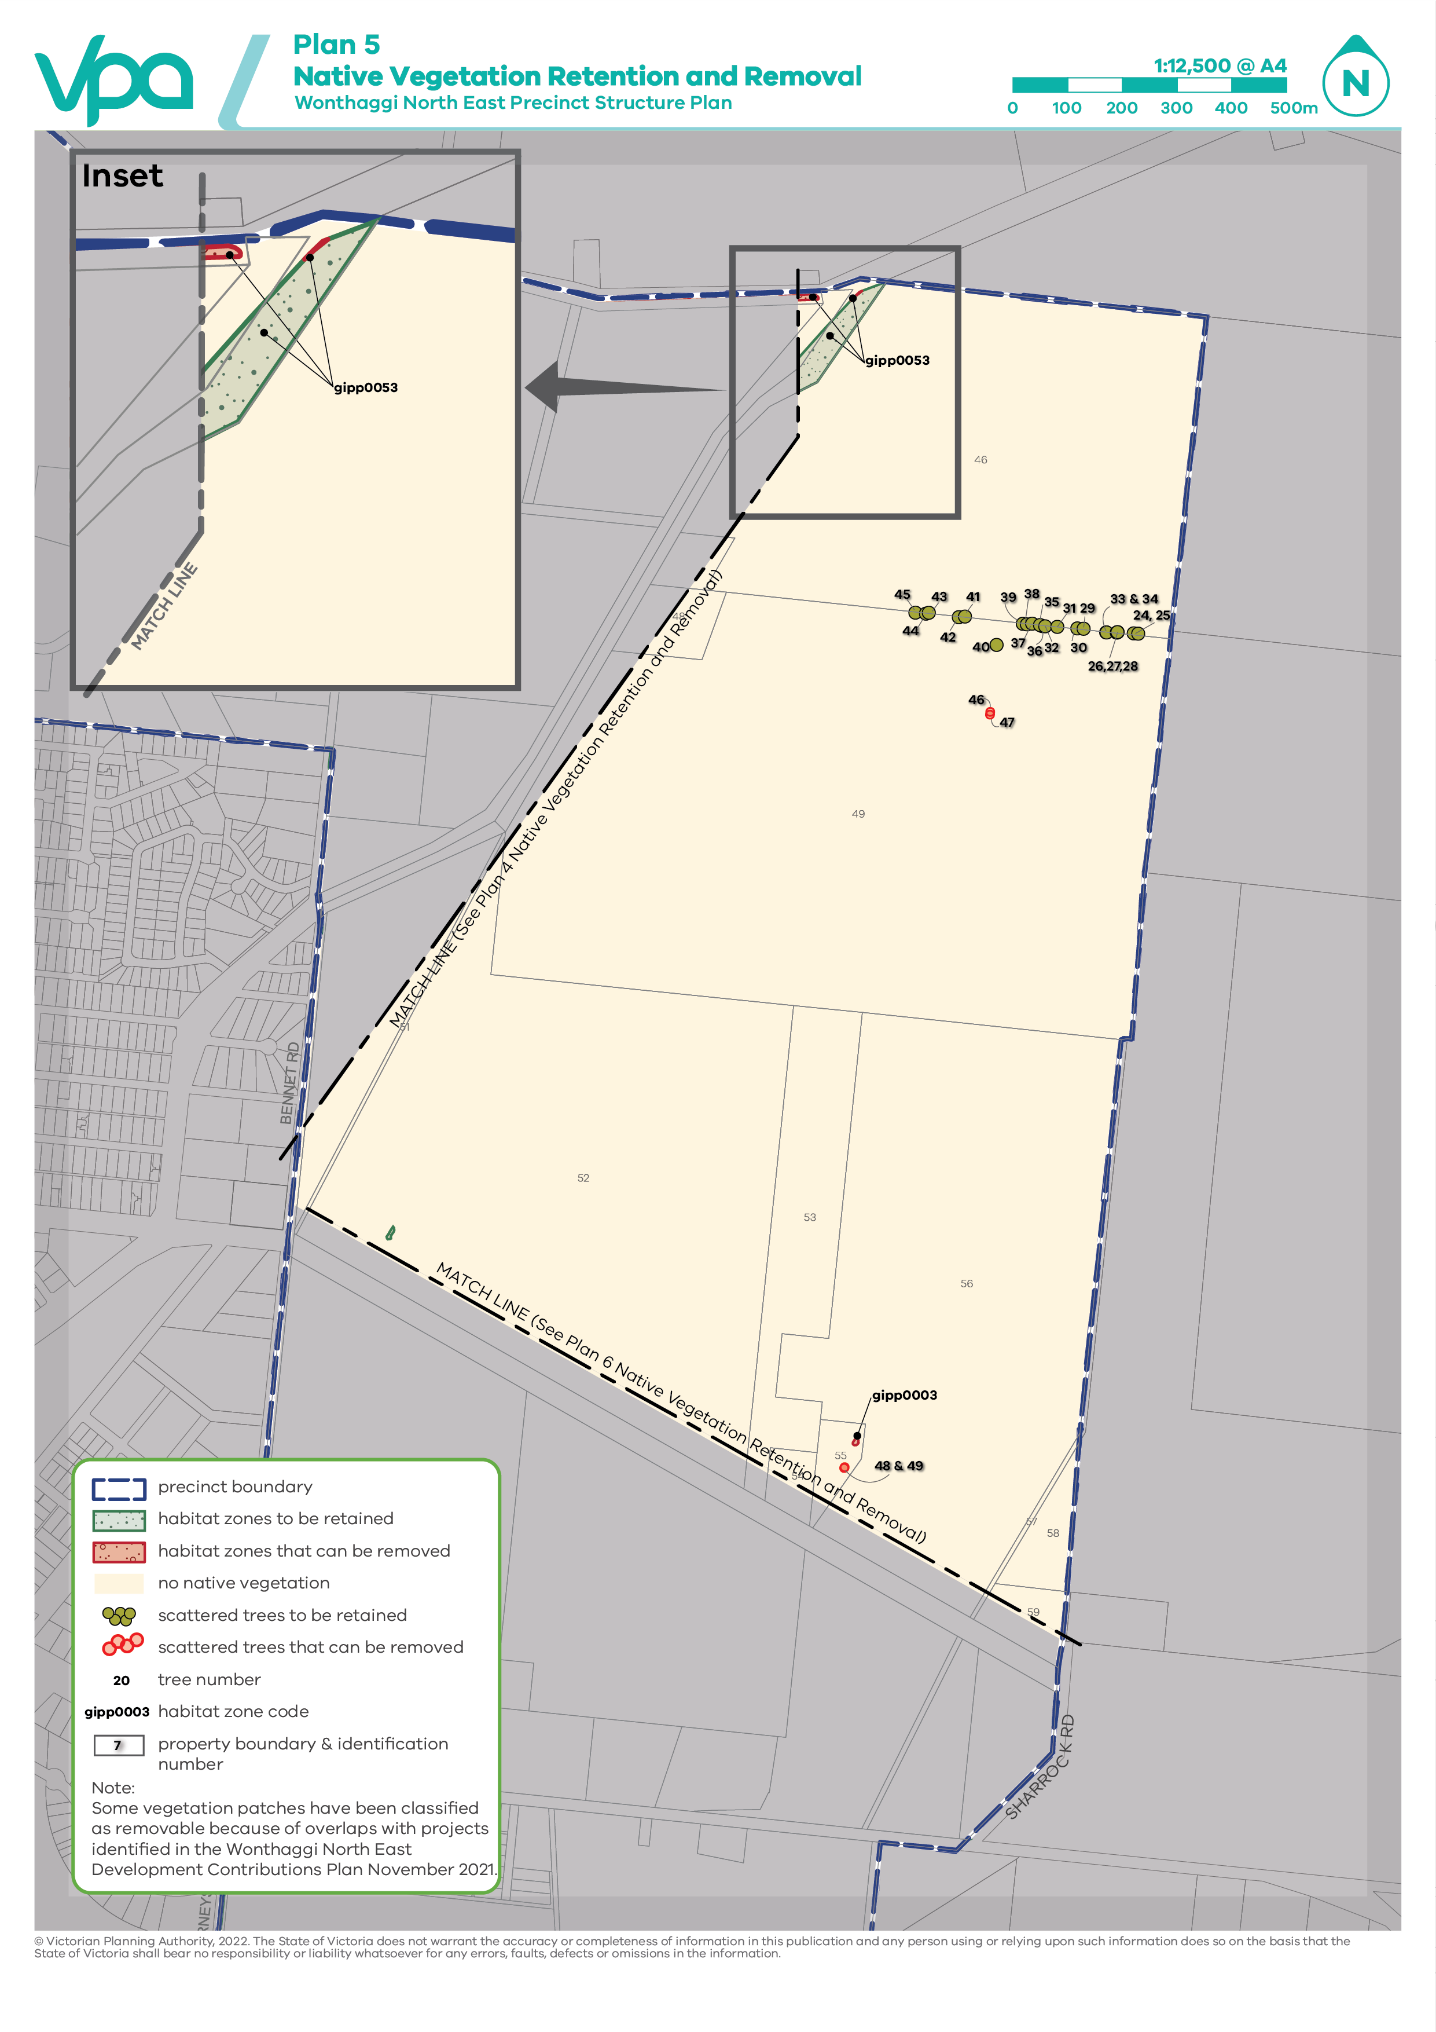 vpa
Plan 5
Native Vegetation Retention and Removal
Wonthaggi North East Precinct Structure Plan
1:12,500 @ A4
0 100 200 300 400 500m
N
Inset
gipp0053
MATCH LINE
gipp0053
46
45 43 41 39 38 35 31 29 33 & 34 24, 25
44 42 40 37 36 32 30 26,27,28
46
47
48
49
MATCH LINE (See Plan 4 Native Vegetation Retention and Removal)
51
BENNET RD
52
53
56
MATCH LINE (See Plan 6 Native Vegetation Retention and Removal)
gipp0003
55
48 & 49
54
57
58
59
SHARROCK RD
precinct boundary
habitat zones to be retained
habitat zones that can be removed
no native vegetation
scattered trees to be retained
scattered trees that can be removed
20 tree number
gipp0003 habitat zone code
7 property boundary & identification
number
Note:
Some vegetation patches have been classified
as removable because of overlaps with projects
identified in the Wonthaggi North East
Development Contributions Plan November 2021.
© Victorian Planning Authority, 2022. The State of Victoria does not warrant the accuracy or completeness of information in this publication and any person using or relying upon such information does so on the basis that the
State of Victoria shall bear no responsibility or liability whatsoever for any errors, faults, defects or omissions in the information.